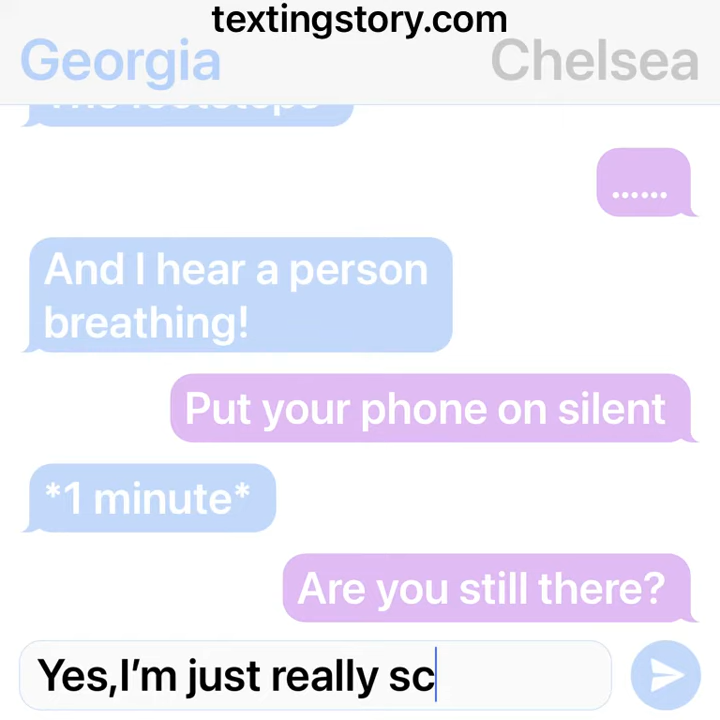 textingstory.com
Georgia Chelsea
......
And I hear a person
breathing!
Put your phone on silent
*1 minute*
Are you still there?
Yes,I’m just really sc